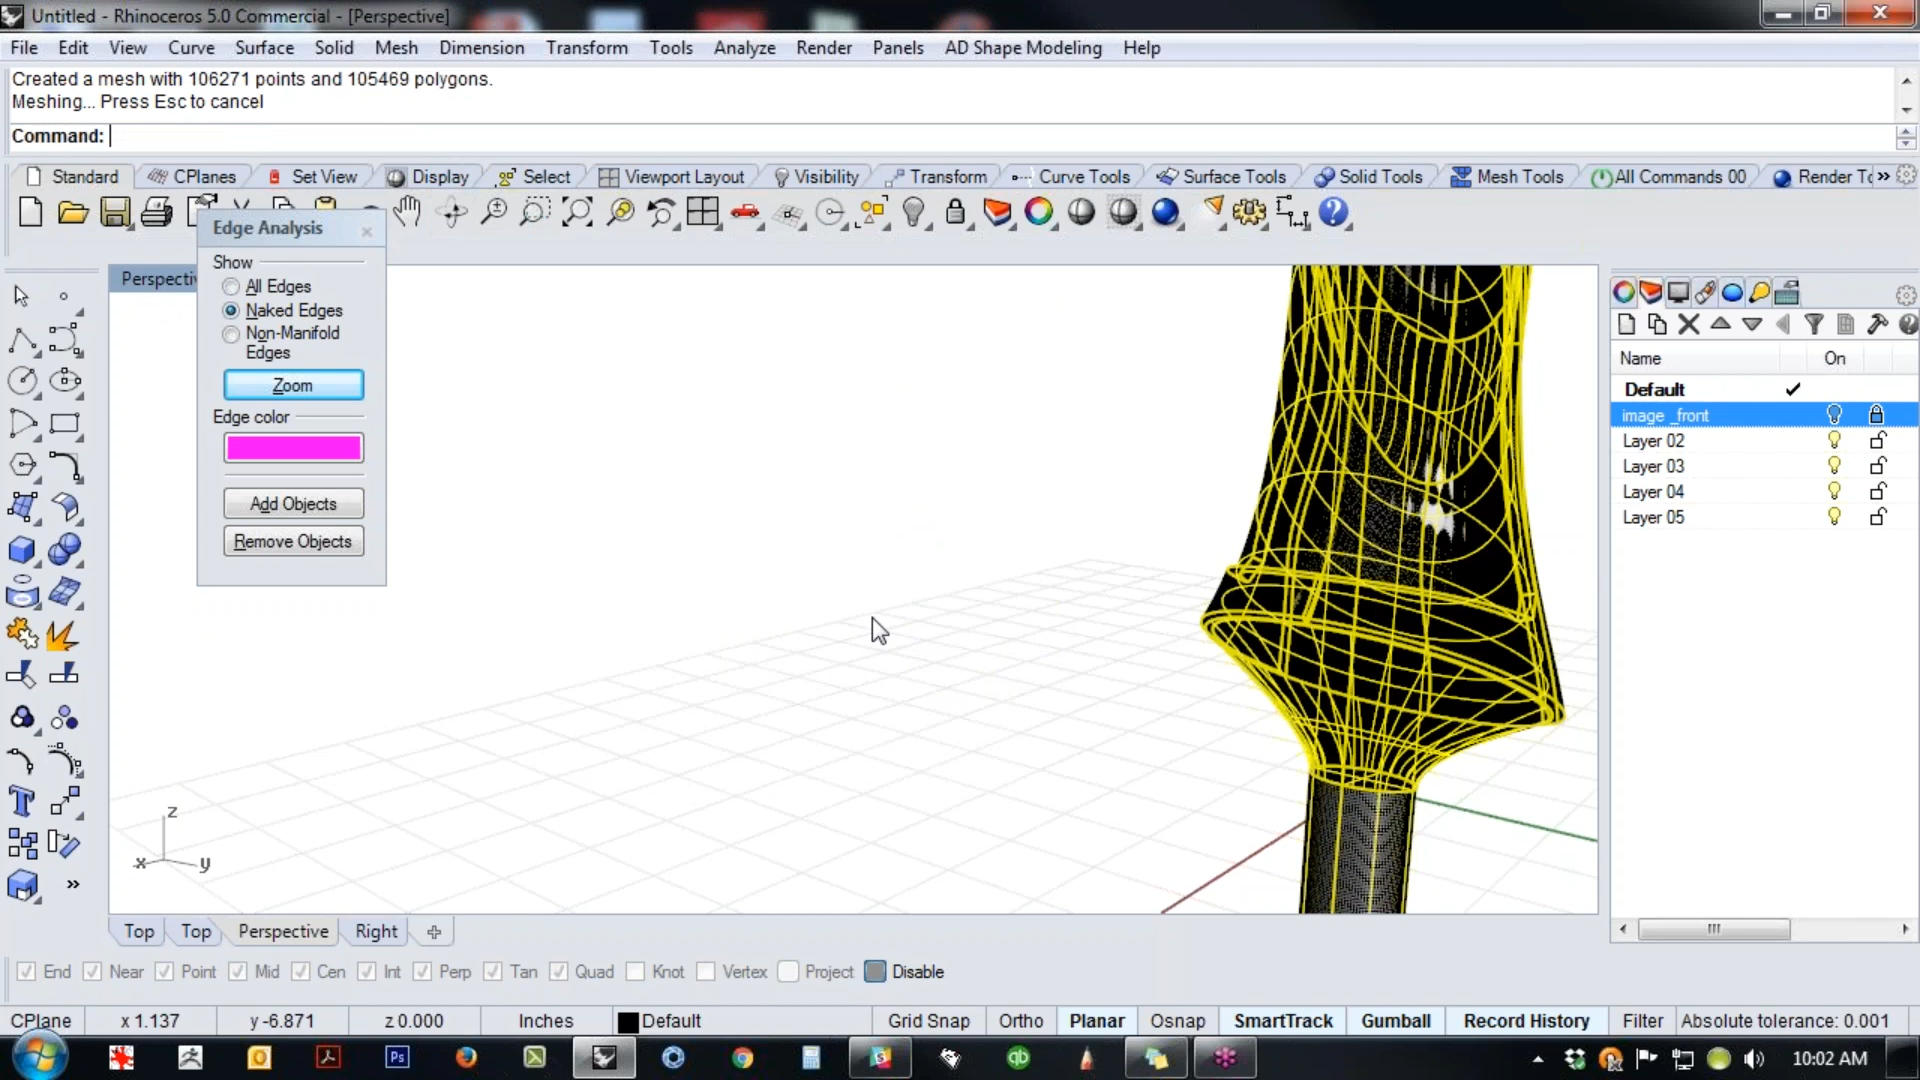 Untitled - Rhinoceros 5.0 Commercial - [Perspective]
File Edit View Curve Surface Solid Mesh Dimension Transform Tools Analyze Render Panels AD Shape Modeling Help
Created a mesh with 106271 points and 105469 polygons.
Meshing... Press Esc to cancel
Command:
Standard CPlanes Set View Display Select Viewport Layout Visibility Transform Curve Tools Surface Tools Solid Tools Mesh Tools All Commands 00 Render To »
Edge Analysis
Show
All Edges
Naked Edges
Non-Manifold
Edges
Zoom
Edge color
Add Objects
Remove Objects
Perspectiv
Name On
Default
image _front
Layer 02
Layer 03
Layer 04
Layer 05
z
x y
Top Top Perspective Right
End Near Point Mid Cen Int Perp Tan Quad Knot Vertex Project Disable
CPlane x 1.137 y -6.871 z 0.000 Inches Default Grid Snap Ortho Planar Osnap SmartTrack Gumball Record History Filter Absolute tolerance: 0.001
Ps qb 10:02 AM